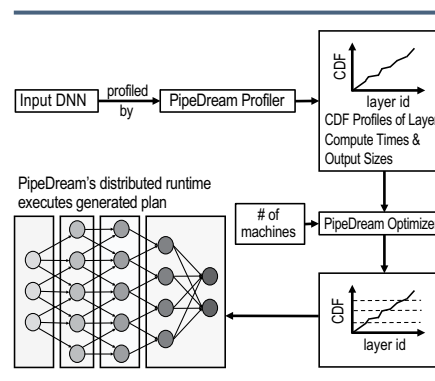 Input DNN
profiled
by
PipeDream Profiler
CDF
layer id
CDF Profiles of Layer
Compute Times &
Output Sizes
PipeDream's distributed runtime
executes generated plan
# of
machines
PipeDream Optimize
CDF
layer id